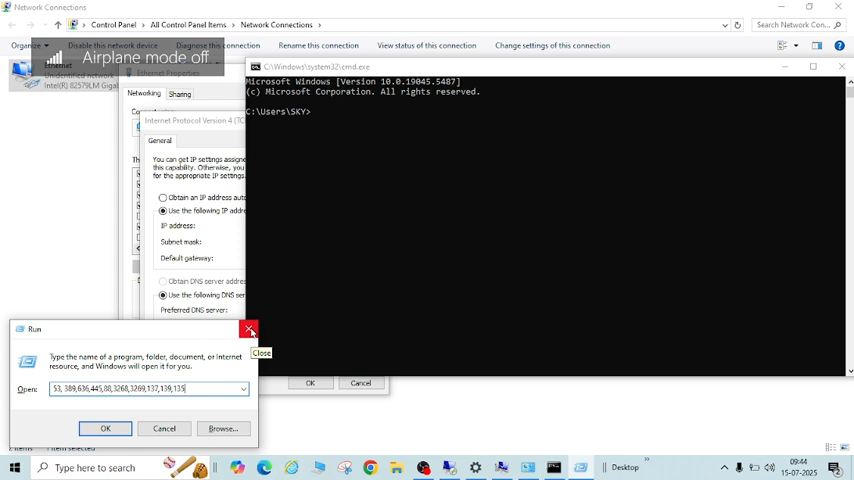 Network Connections
Control Panel > All Control Panel Items > Network Connections >
Search Network Con...
Organize
Disable this network device
Diagnose this connection
Rename this connection
View status of this connection
Change settings of this connection
Airplane mode off
Ethernet
Unidentified network
Intel(R) 82579LM Gigab
Ethernet Properties
Networking
Sharing
Internet Protocol Version 4 (TC
General
You can get IP settings assigne
this capability. Otherwise, you
for the appropriate IP settings.
Obtain an IP address auto
Use the following IP addre
IP address:
Subnet mask:
Default gateway:
Obtain DNS server addres
Use the following DNS ser
Preferred DNS server:
OK
Cancel
C:\Windows\system32\cmd.exe
Microsoft Windows [Version 10.0.19045.5487]
(c) Microsoft Corporation. All rights reserved.
C:\Users\SKY>
Run
Close
Type the name of a program, folder, document, or Internet
resource, and Windows will open it for you.
Open:
53, 389,636,445,88,3268,3269,137,139,135
OK
Cancel
Browse...
2 items
1 item selected
Type here to search
Desktop
09:44
15-07-2025
2